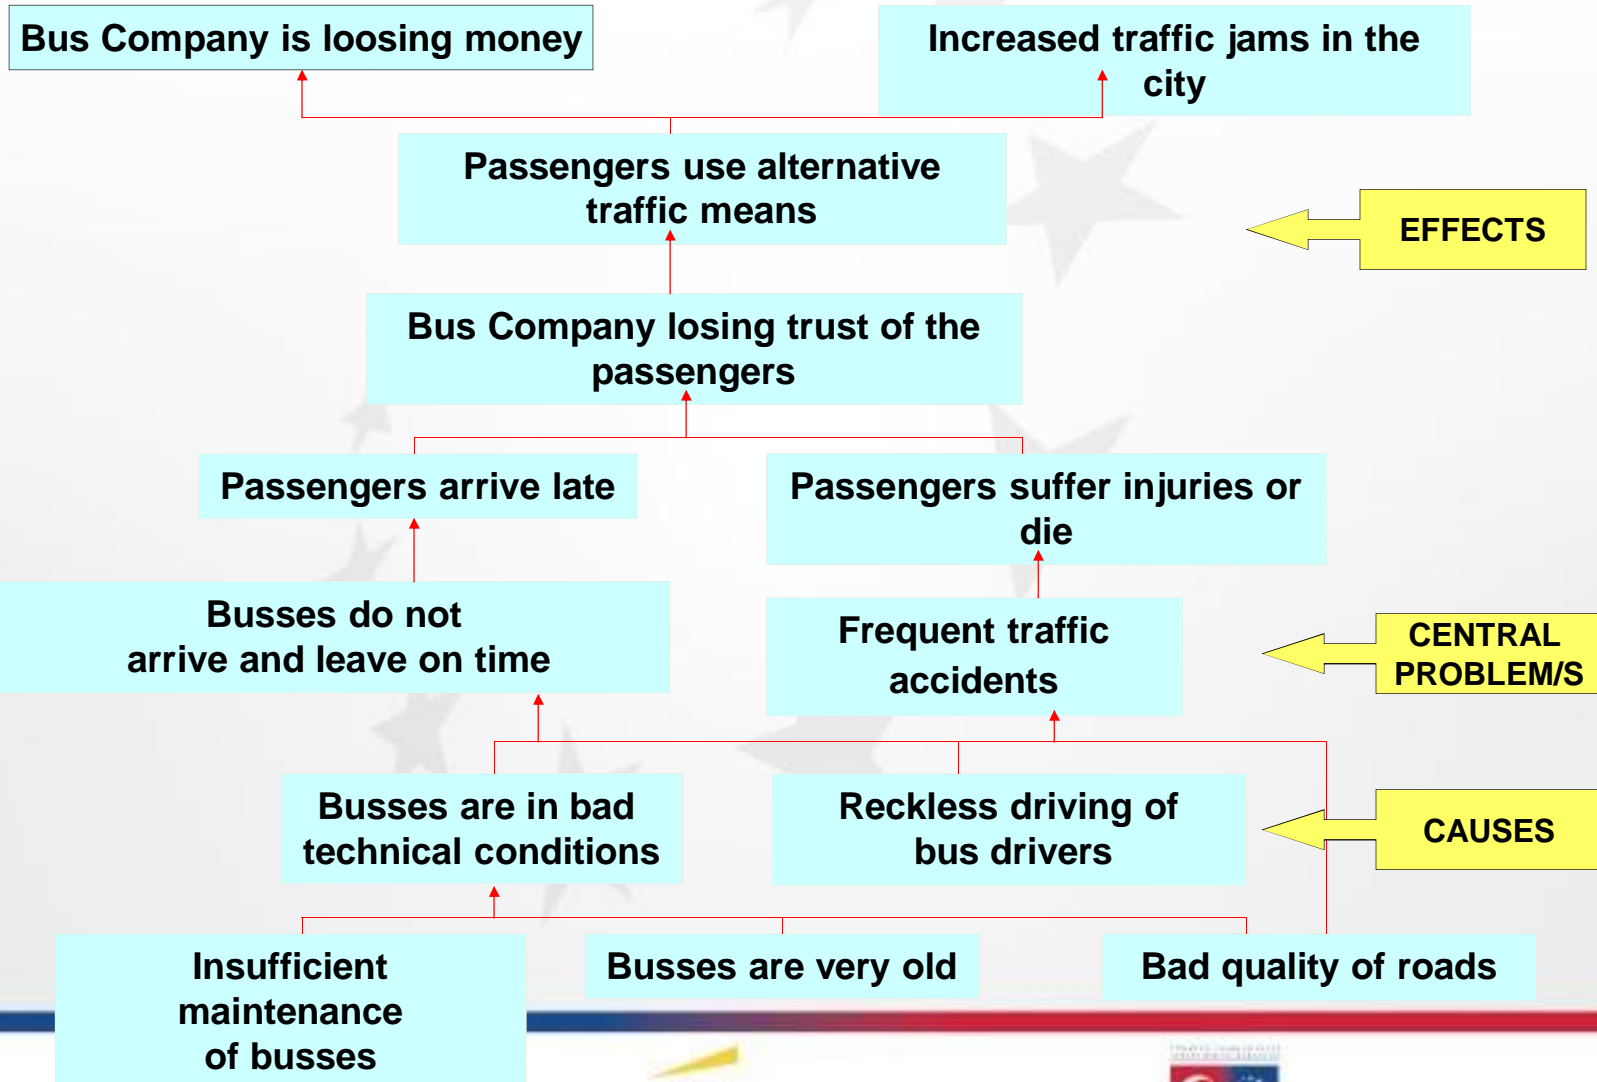 Bus Company is loosing money
Increased traffic jams in the
city
Passengers use alternative
traffic means
EFFECTS
Bus Company losing trust of the
passengers
Passengers arrive late
Passengers suffer injuries or
die
Busses do not
arrive and leave on time
Frequent traffic
accidents
CENTRAL
PROBLEM/S
Busses are in bad
technical conditions
Reckless driving of
bus drivers
CAUSES
Insufficient
maintenance
of busses
Busses are very old
Bad quality of roads